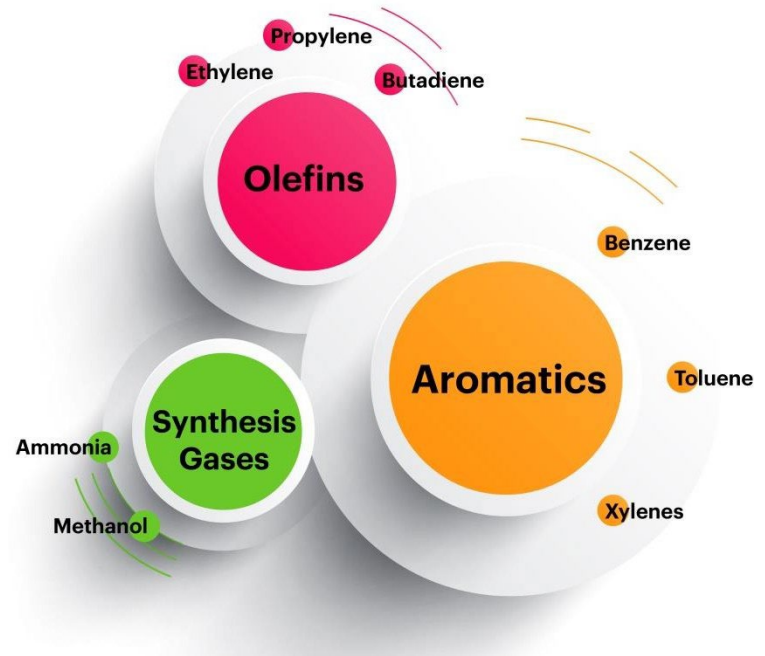 Propylene
Ethylene
Butadiene
Olefins
Benzene
Aromatics
Toluene
Xylenes
Synthesis
Gases
Ammonia
Methanol